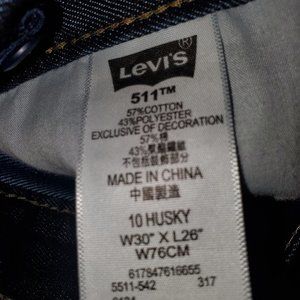 LEVI'S ®
511™
57%COTTON
43%POLYESTER
EXCLUSIVE OF DECORATION
57%棉
43%聚酯纖維
不包括裝飾部分
MADE IN CHINA
中國製造
10 HUSKY
W30" X L26"
W76CM
617847616655
5511-542 317